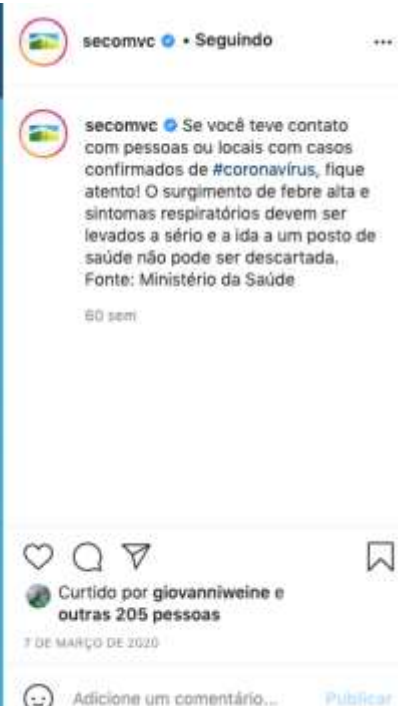 secomvc • Seguindo
secomvc Se você teve contato
com pessoas ou locais com casos
confirmados de #coronavírus, fique
atento! O surgimento de febre alta e
sintomas respiratórios devem ser
levados a sério e a ida a um posto de
saúde não pode ser descartada.
Fonte: Ministério da Saúde
60 sem
Curtido por giovanniweine e
outras 205 pessoas
7 DE MARÇO DE 2020
Adicione um comentário... Publicar